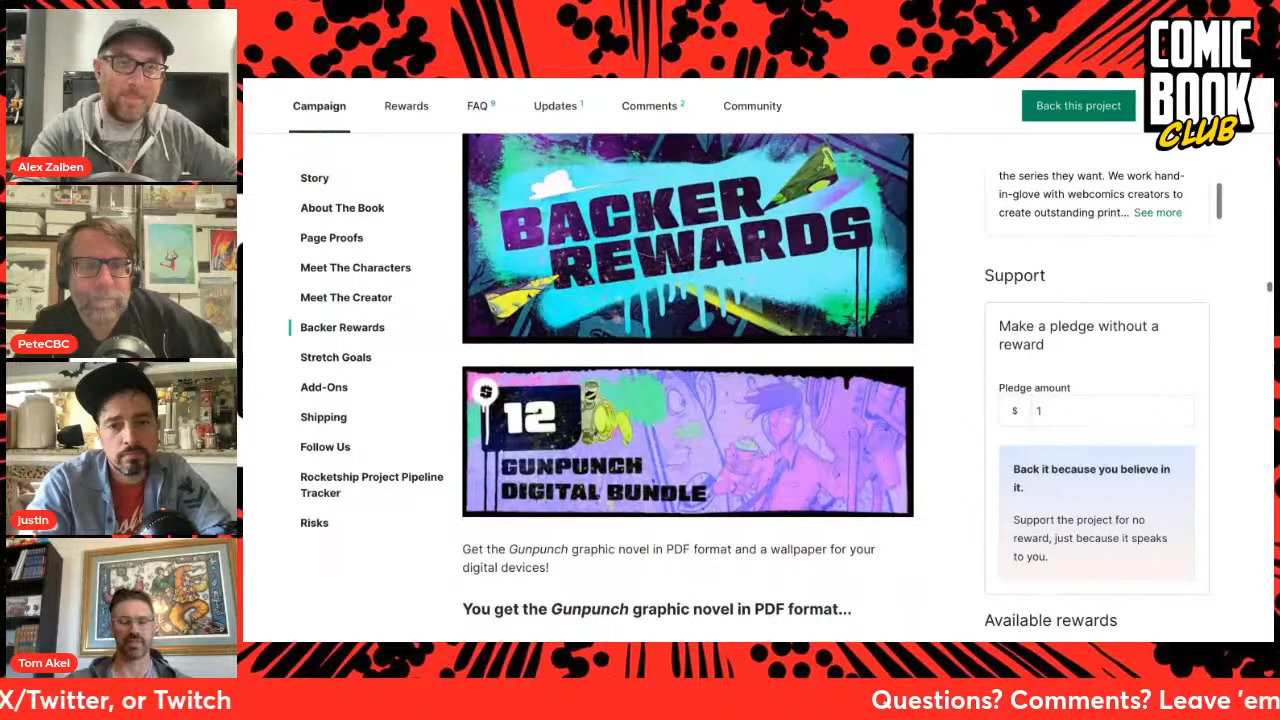 Alex Zalben
PeteCBC
justin
Tom Akel
COMIC
BOOK
CLUB
Campaign
Rewards
FAQ 9
Updates 1
Comments 2
Community
Back this project
Story
About The Book
Page Proofs
Meet The Characters
Meet The Creator
Backer Rewards
Stretch Goals
Add-Ons
Shipping
Follow Us
Rocketship Project Pipeline
Tracker
Risks
BACKER
REWARDS
$
12
GUNPUNCH
DIGITAL BUNDLE
Get the Gunpunch graphic novel in PDF format and a wallpaper for your
digital devices!
You get the Gunpunch graphic novel in PDF format...
the series they want. We work hand-
in-glove with webcomics creators to
create outstanding print... See more
Support
Make a pledge without a
reward
Pledge amount
$ 1
Back it because you believe in
it.
Support the project for no
reward, just because it speaks
to you.
Available rewards
X/Twitter, or Twitch
Questions? Comments? Leave 'em